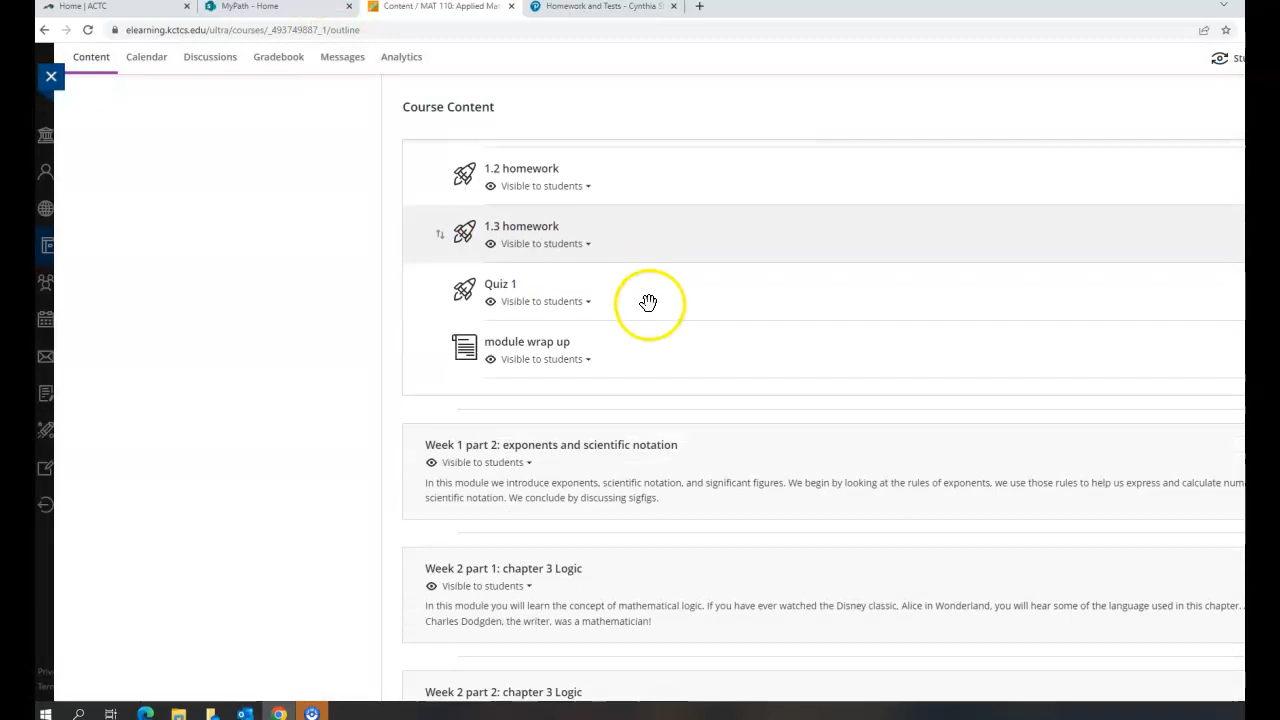 Home | ACTC
MyPath - Home
Content / MAT 110: Applied Mat
Homework and Tests - Cynthia S
elearning.kctcs.edu/ultra/courses/_493749887_1/outline
Content
Calendar
Discussions
Gradebook
Messages
Analytics
Stu
Course Content
1.2 homework
Visible to students
1.3 homework
Visible to students
Quiz 1
Visible to students
module wrap up
Visible to students
Week 1 part 2: exponents and scientific notation
Visible to students
In this module we introduce exponents, scientific notation, and significant figures. We begin by looking at the rules of exponents, we use those rules to help us express and calculate num
scientific notation. We conclude by discussing sigfigs.
Week 2 part 1: chapter 3 Logic
Visible to students
In this module you will learn the concept of mathematical logic. If you have ever watched the Disney classic, Alice in Wonderland, you will hear some of the language used in this chapter.
Charles Dodgden, the writer, was a mathematician!
Week 2 part 2: chapter 3 Logic
Priva
Term